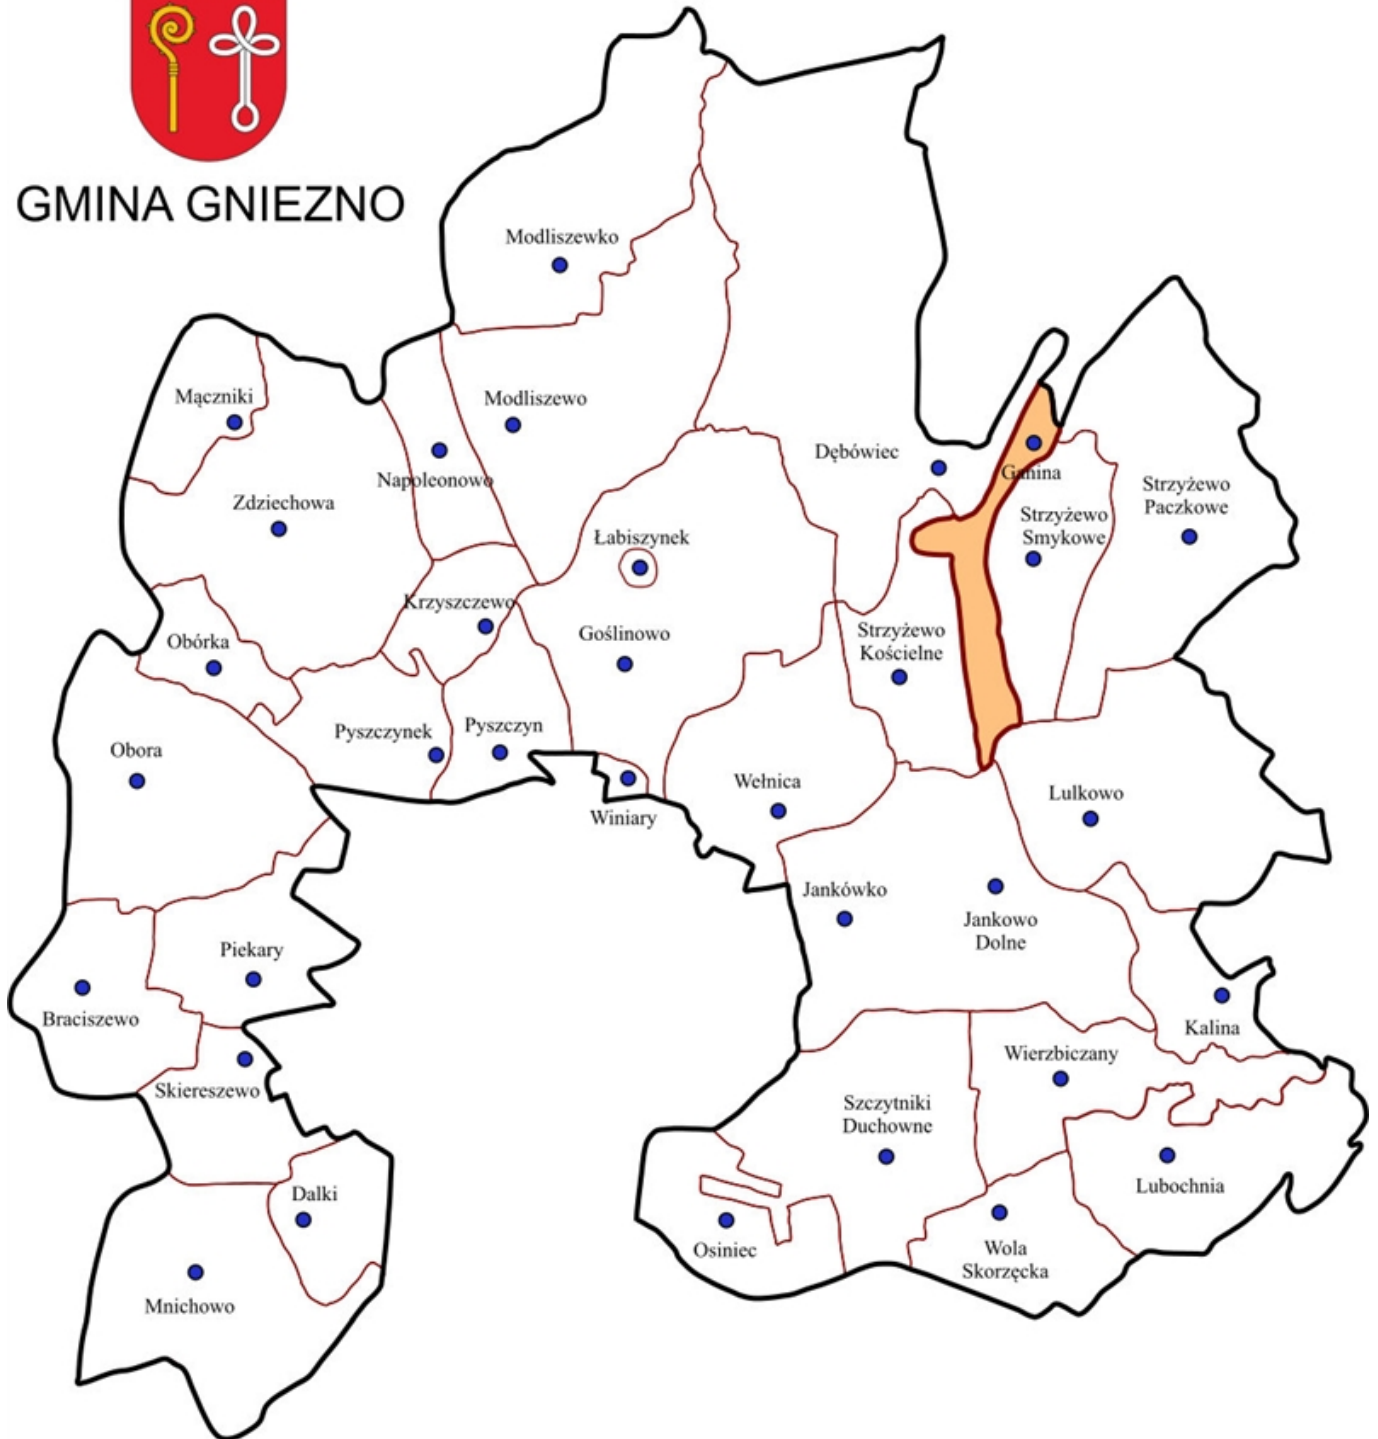 GMINA GNIEZNO
Modliszewko
Mączniki
Modliszewo
Napoleonowo
Zdziechowa
Dębówiec
Ganina
Strzyżewo
Paczkowe
Strzyżewo
Smykowe
Łabiszynek
Krzyszczewo
Goślinowo
Strzyżewo
Kościelne
Obórka
Obora
Pyszczynek
Pyszczyn
Wełnica
Winiary
Lulkowo
Jankówko
Jankowo
Dolne
Piekary
Braciszewo
Kalina
Skiereszewo
Wierzbiczany
Szczytniki
Duchowne
Dalki
Lubochnia
Osiniec
Wola
Skorzęcka
Mnichowo